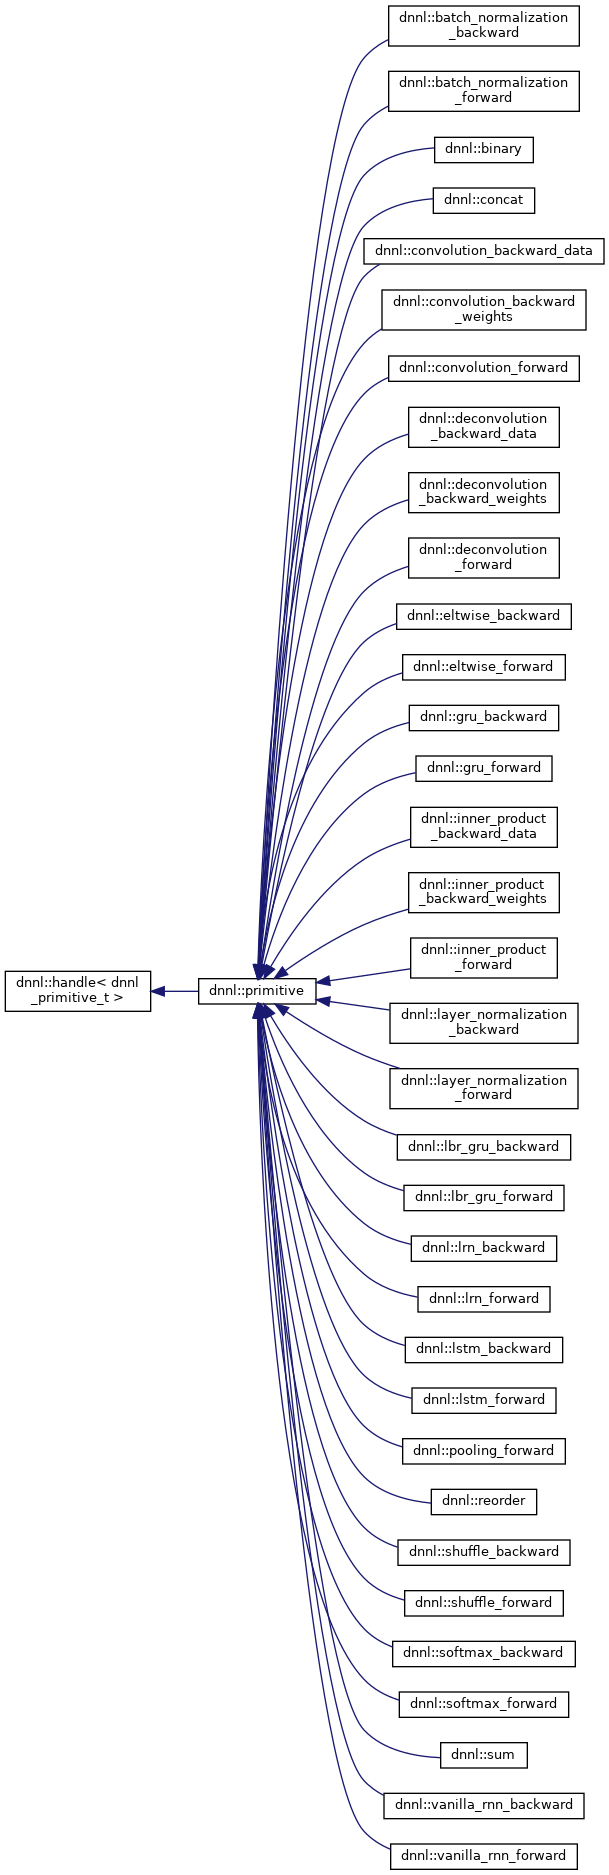 dnnl::batch_normalization
_backward
dnnl::batch_normalization
_forward
dnnl::binary
dnnl::concat
dnnl::convolution_backward_data
dnnl::convolution_backward
_weights
dnnl::convolution_forward
dnnl::deconvolution
_backward_data
dnnl::deconvolution
_backward_weights
dnnl::deconvolution
_forward
dnnl::eltwise_backward
dnnl::eltwise_forward
dnnl::gru_backward
dnnl::gru_forward
dnnl::inner_product
_backward_data
dnnl::inner_product
_backward_weights
dnnl::inner_product
_forward
dnnl::handle< dnnl
_primitive_t >
dnnl::primitive
dnnl::layer_normalization
_backward
dnnl::layer_normalization
_forward
dnnl::lbr_gru_backward
dnnl::lbr_gru_forward
dnnl::lrn_backward
dnnl::lrn_forward
dnnl::lstm_backward
dnnl::lstm_forward
dnnl::pooling_forward
dnnl::reorder
dnnl::shuffle_backward
dnnl::shuffle_forward
dnnl::softmax_backward
dnnl::softmax_forward
dnnl::sum
dnnl::vanilla_rnn_backward
dnnl::vanilla_rnn_forward